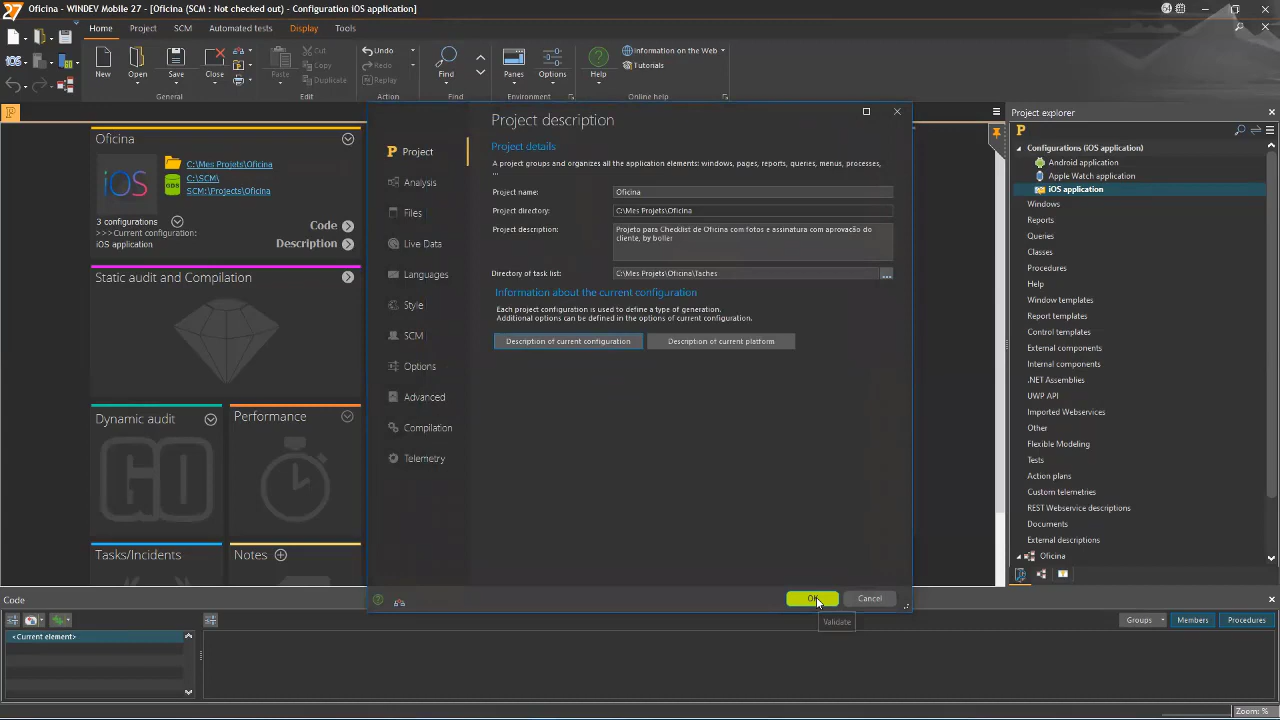 27 Oficina - WINDEV Mobile 27 - [Oficina (SCM : Not checked out) - Configuration iOS application]
Home Project SCM Automated tests Display Tools
New Open Save Close
General
Paste Cut
Copy
Duplicate
Edit
Undo
Redo
Replay
Action
Find
Find
Panes Options
Environment
Help
Information on the Web
Tutorials
Online help
Oficina
iOS
C:\Mes Projets\Oficina
C:\SCM\
SCM:\Projets\Oficina
GDS
3 configurations
>>>Current configuration:
iOS application
Code
Description
Static audit and Compilation
Dynamic audit
GO
Performance
Tasks/Incidents
Notes
Project
Analysis
Files
Live Data
Languages
Style
SCM
Options
Advanced
Compilation
Telemetry
Project description
Project details
A project groups and organizes all the application elements: windows, pages, reports, queries, menus, processes,
...
Project name: Oficina
Project directory: C:\Mes Projets\Oficina
Project description: Projeto para Checklist de Oficina com fotos e assinatura com aprovacão do
cliente, by boller
Directory of task list: C:\Mes Projets\Oficina\Taches ...
Information about the current configuration
Each project configuration is used to define a type of generation.
Additional options can be defined in the options of current configuration.
Description of current configuration Description of current platform
OK Cancel
Validate
Project explorer
Configurations (iOS application)
Android application
Apple Watch application
iOS application
Windows
Reports
Queries
Classes
Procedures
Help
Window templates
Report templates
Control templates
External components
Internal components
.NET Assemblies
UWP API
Imported Webservices
Other
Flexible Modeling
Tests
Action plans
Custom telemetries
REST Webservice descriptions
Documents
External descriptions
Oficina
Code
Groups Members Procedures
<Current element>
Zoom: %